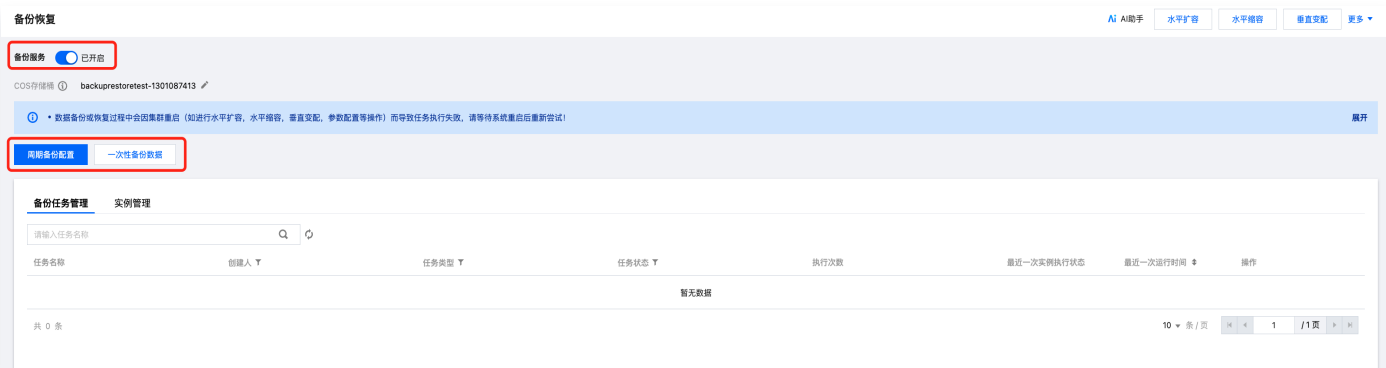 备份恢复 AI助手 水平扩容 水平缩容 垂直变配 更多
备份服务 已开启
COS存储桶 backuprestoretest-1301087413
• 数据备份或恢复过程中会因集群重启（如进行水平扩容，水平缩容，垂直变配，参数配置等操作）而导致任务执行失败，请等待系统重启后重新尝试！ 展开
周期备份配置 一次性备份数据
备份任务管理 实例管理
请输入任务名称
任务名称 创建人 任务类型 任务状态 执行次数 最近一次实例执行状态 最近一次运行时间 操作
暂无数据
共 0 条 10 条 / 页 1 / 1 页